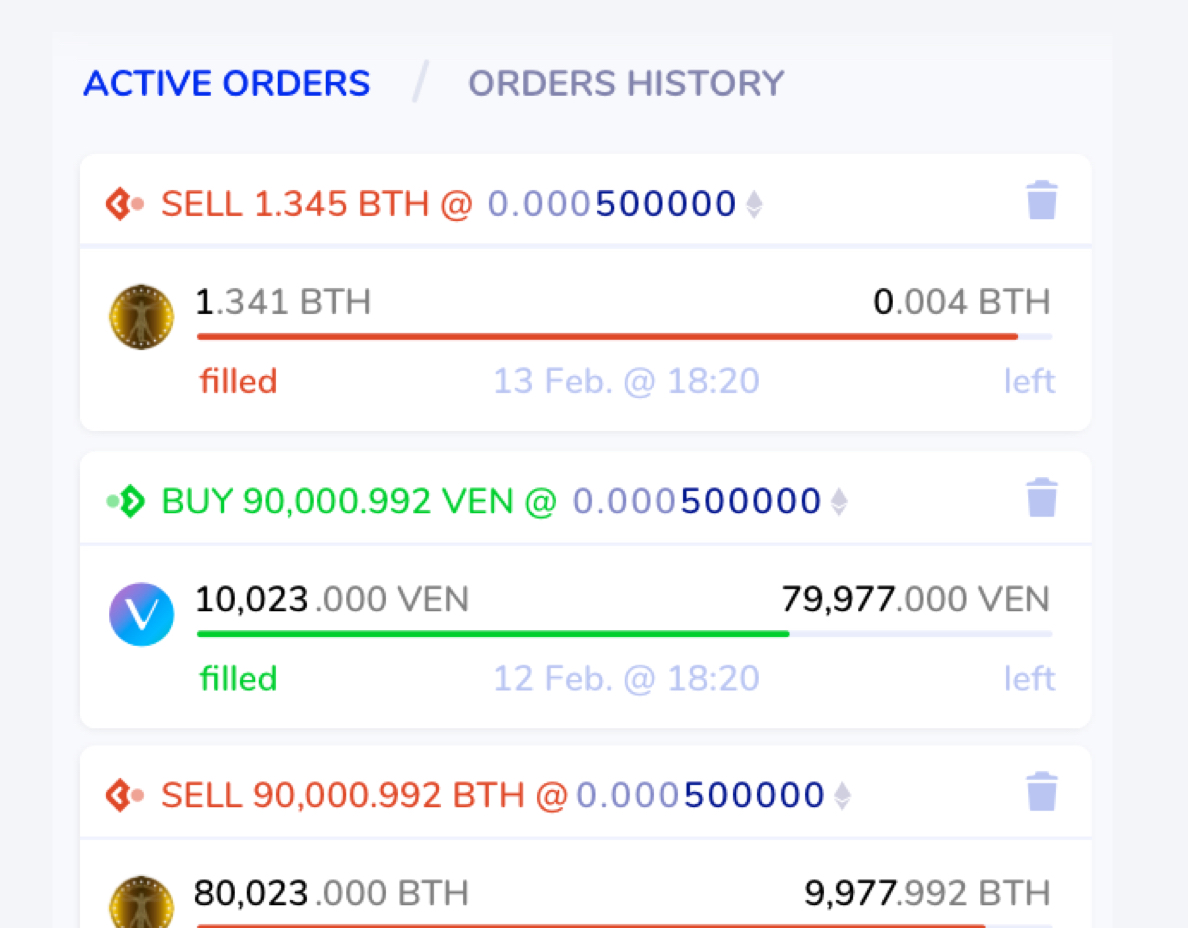 ACTIVE ORDERS / ORDERS HISTORY
SELL 1.345 BTH @ 0.000500000
1.341 BTH 0.004 BTH
filled 13 Feb. @ 18:20 left
BUY 90,000.992 VEN @ 0.000500000
10,023.000 VEN 79,977.000 VEN
filled 12 Feb. @ 18:20 left
SELL 90,000.992 BTH @ 0.000500000
80,023.000 BTH 9,977.992 BTH